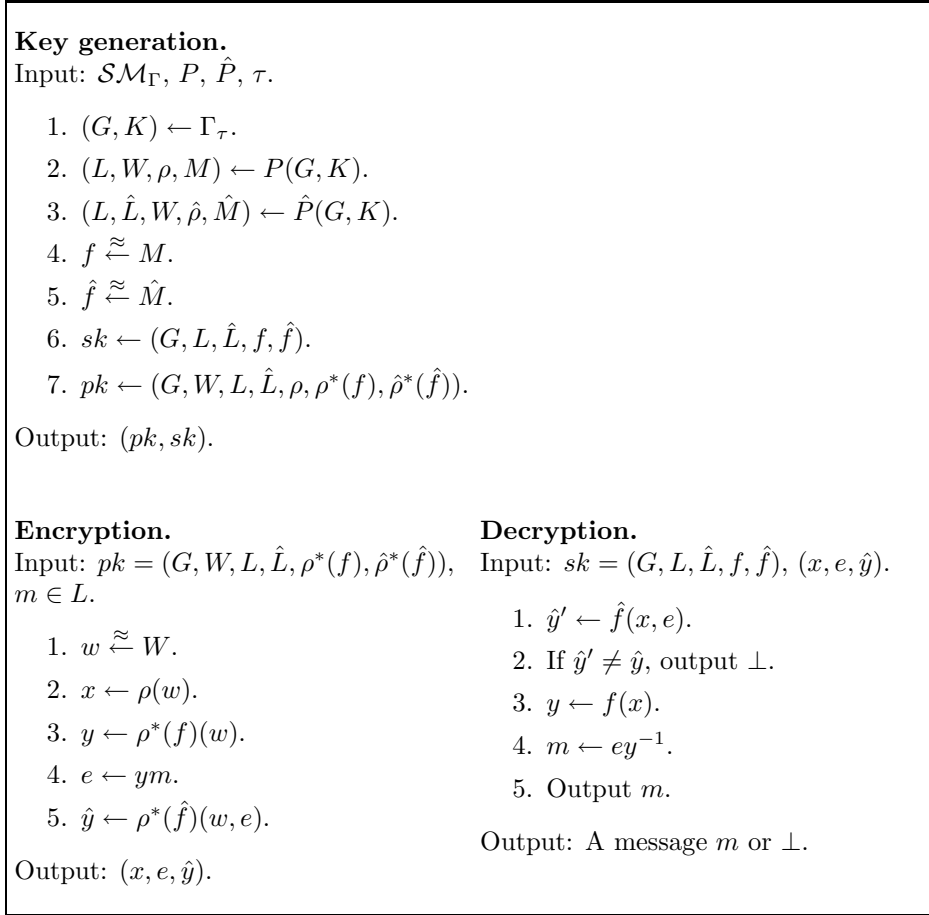 Key generation.
Input: 𝒮ℳ_Γ, P, P̂, τ.
1. (G, K) ← Γ_τ.
2. (L, W, ρ, M) ← P(G, K).
3. (L, L̂, W, ρ̂, M̂) ← P̂(G, K).
4. f ←^≈ M.
5. f̂ ←^≈ M̂.
6. sk ← (G, L, L̂, f, f̂).
7. pk ← (G, W, L, L̂, ρ, ρ*(f), ρ̂*(f̂)).
Output: (pk, sk).
Encryption.
Input: pk = (G, W, L, L̂, ρ*(f), ρ̂*(f̂)),
m ∈ L.
1. w ←^≈ W.
2. x ← ρ(w).
3. y ← ρ*(f)(w).
4. e ← ym.
5. ŷ ← ρ*(f̂)(w, e).
Output: (x, e, ŷ).
Decryption.
Input: sk = (G, L, L̂, f, f̂), (x, e, ŷ).
1. ŷ′ ← f̂(x, e).
2. If ŷ′ ≠ ŷ, output ⊥.
3. y ← f(x).
4. m ← ey⁻¹.
5. Output m.
Output: A message m or ⊥.